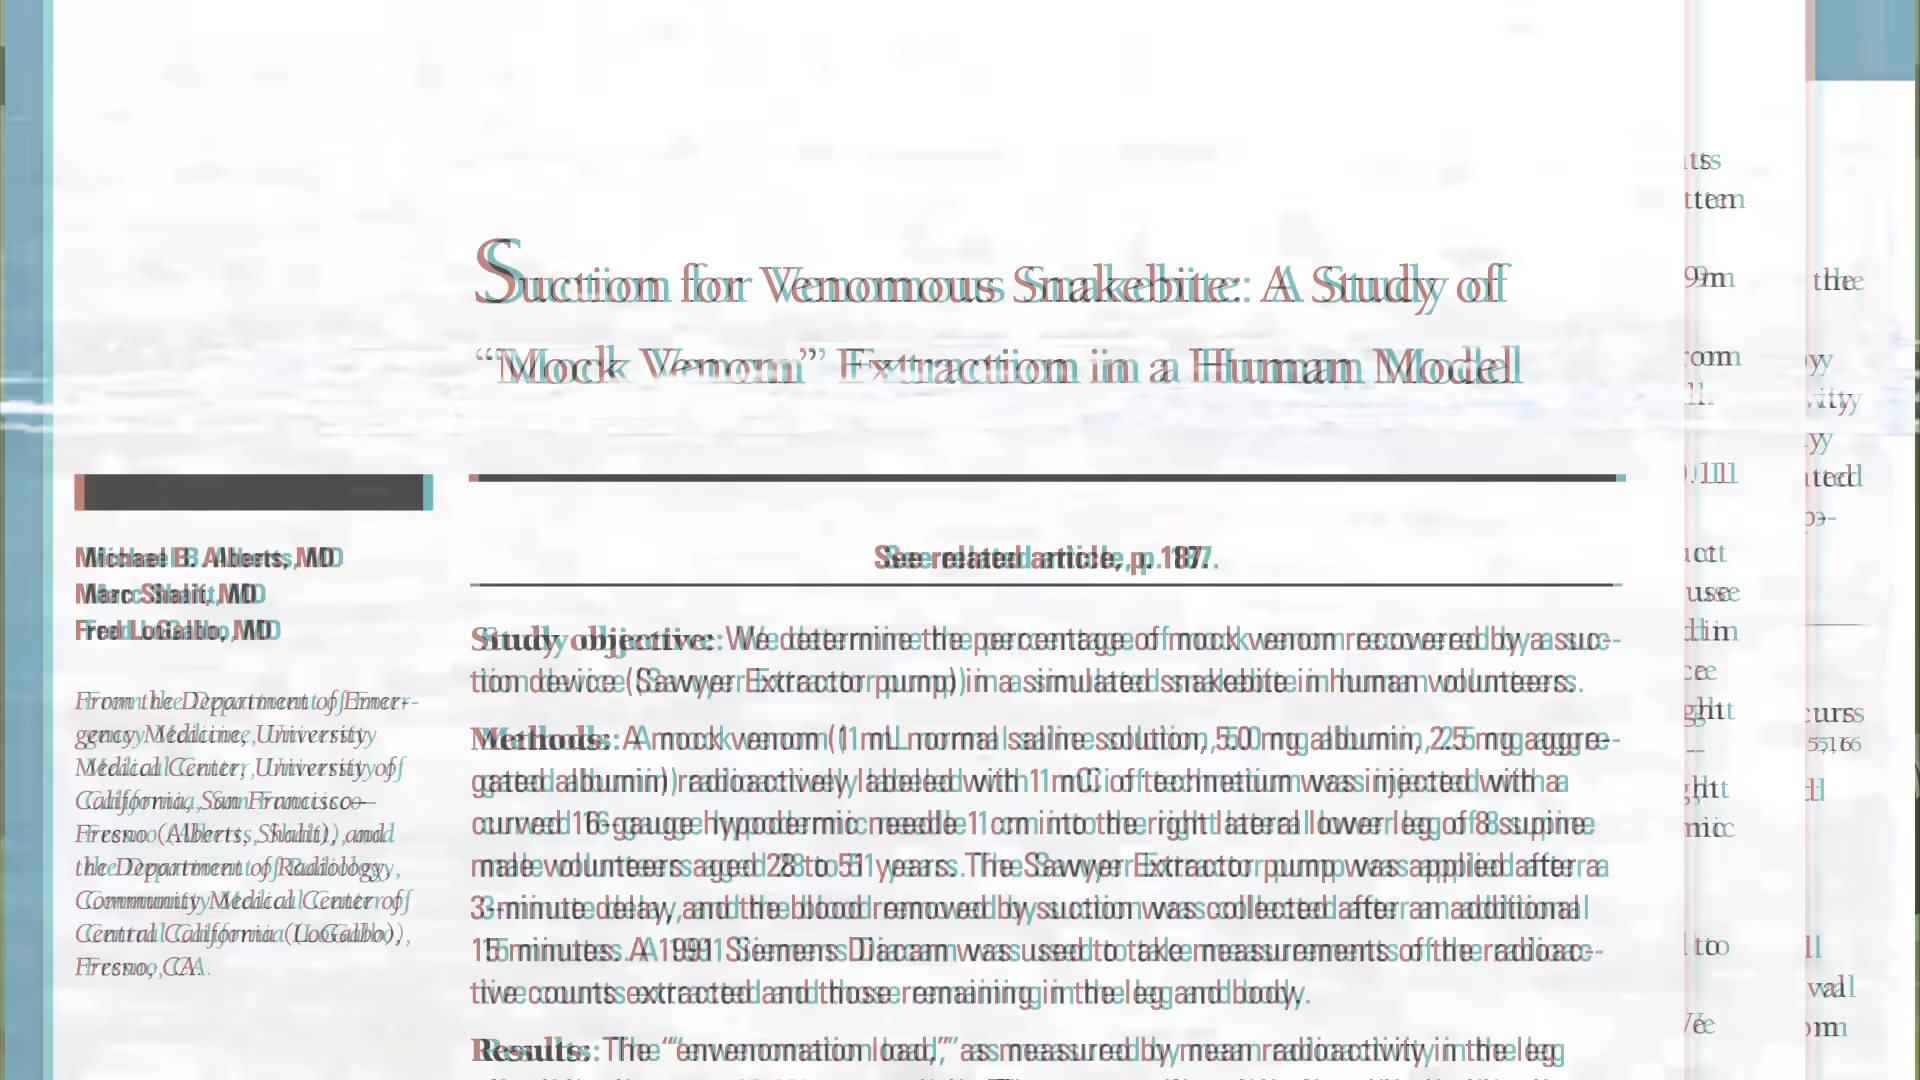 Suction for Venomous Snakebite: A Study of
“Mock Venom” Extraction in a Human Model
Michael B. Alberts, MD
Marc Shalit, MD
Fred LoGalbo, MD
See related article, p. 187.
From the Department of Emer-
gency Medicine, University
Medical Center, University of
California, San Francisco–
Fresno (Alberts, Shalit), and
the Department of Radiology,
Community Medical Center of
Central California (LoGalbo),
Fresno, CA.
Study objective: We determine the percentage of mock venom recovered by a suc-
tion device (Sawyer Extractor pump) in a simulated snakebite in human volunteers.
Methods: A mock venom (1 mL normal saline solution, 5.0 mg albumin, 2.5 mg aggre-
gated albumin) radioactively labeled with 1 mCi of technetium was injected with a
curved 16-gauge hypodermic needle 1 cm into the right lateral lower leg of 8 supine
male volunteers aged 28 to 51 years. The Sawyer Extractor pump was applied after a
3-minute delay, and the blood removed by suction was collected after an additional
15 minutes. A 1991 Siemens Diacam was used to take measurements of the radioac-
tive counts extracted and those remaining in the leg and body.
Results: The “envenomation load,” as measured by mean radioactivity in the leg
the
use
to